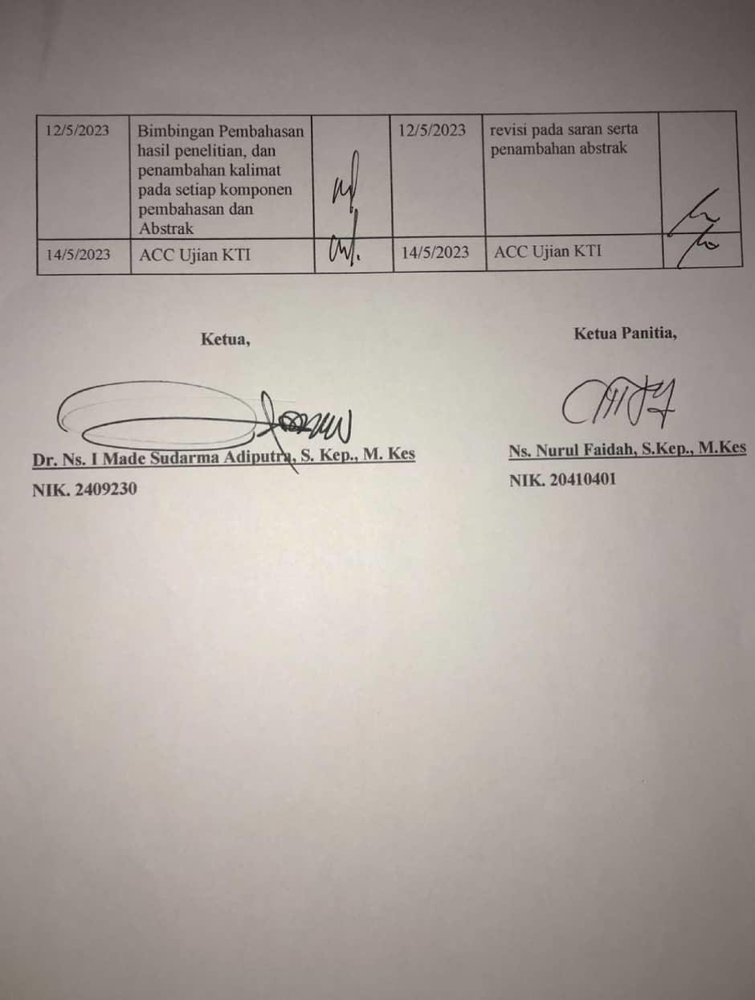 12/5/2023
Bimbingan Pembahasan
hasil penelitian, dan
penambahan kalimat
pada setiap komponen
pembahasan dan
Abstrak
12/5/2023
revisi pada saran serta
penambahan abstrak
14/5/2023
ACC Ujian KTI
14/5/2023
ACC Ujian KTI
Ketua,
Dr. Ns. I Made Sudarma Adiputra, S. Kep., M. Kes
NIK. 2409230
Ketua Panitia,
Ns. Nurul Faidah, S.Kep., M.Kes
NIK. 20410401